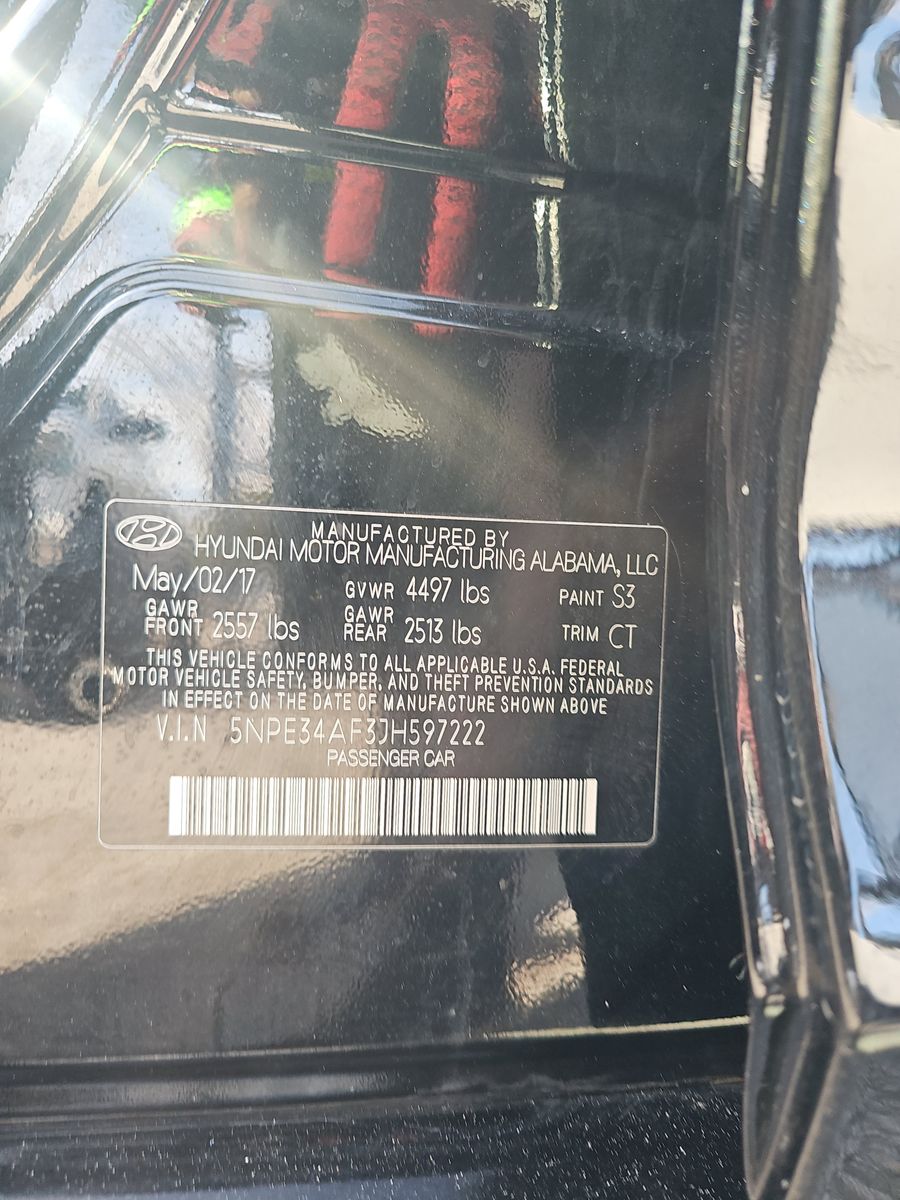 MANUFACTURED BY
HYUNDAI MOTOR MANUFACTURING ALABAMA, LLC
May/02/17 GVWR 4497 lbs PAINT S3
GAWR FRONT 2557 lbs GAWR REAR 2513 lbs TRIM CT
THIS VEHICLE CONFORMS TO ALL APPLICABLE U.S.A. FEDERAL
MOTOR VEHICLE SAFETY, BUMPER, AND THEFT PREVENTION STANDARDS
IN EFFECT ON THE DATE OF MANUFACTURE SHOWN ABOVE
V.I.N 5NPE34AF3JH597222
PASSENGER CAR